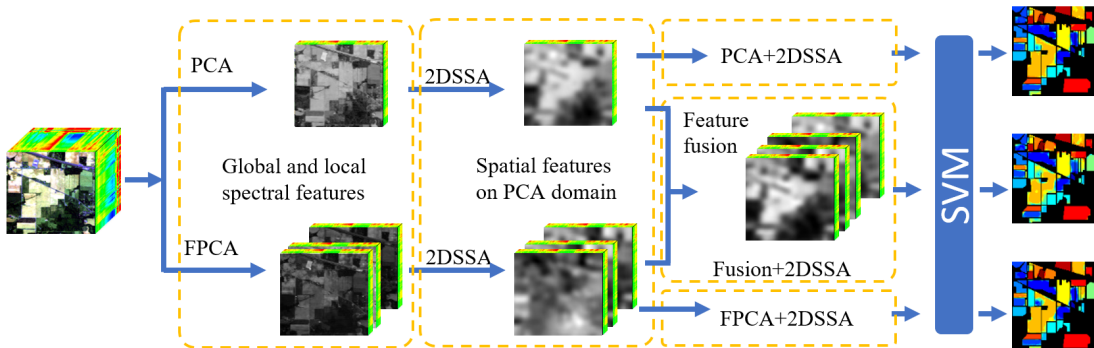 PCA
Global and local
spectral features
FPCA
2DSSA
Spatial features
on PCA domain
2DSSA
PCA+2DSSA
Feature
fusion
Fusion+2DSSA
FPCA+2DSSA
SVM